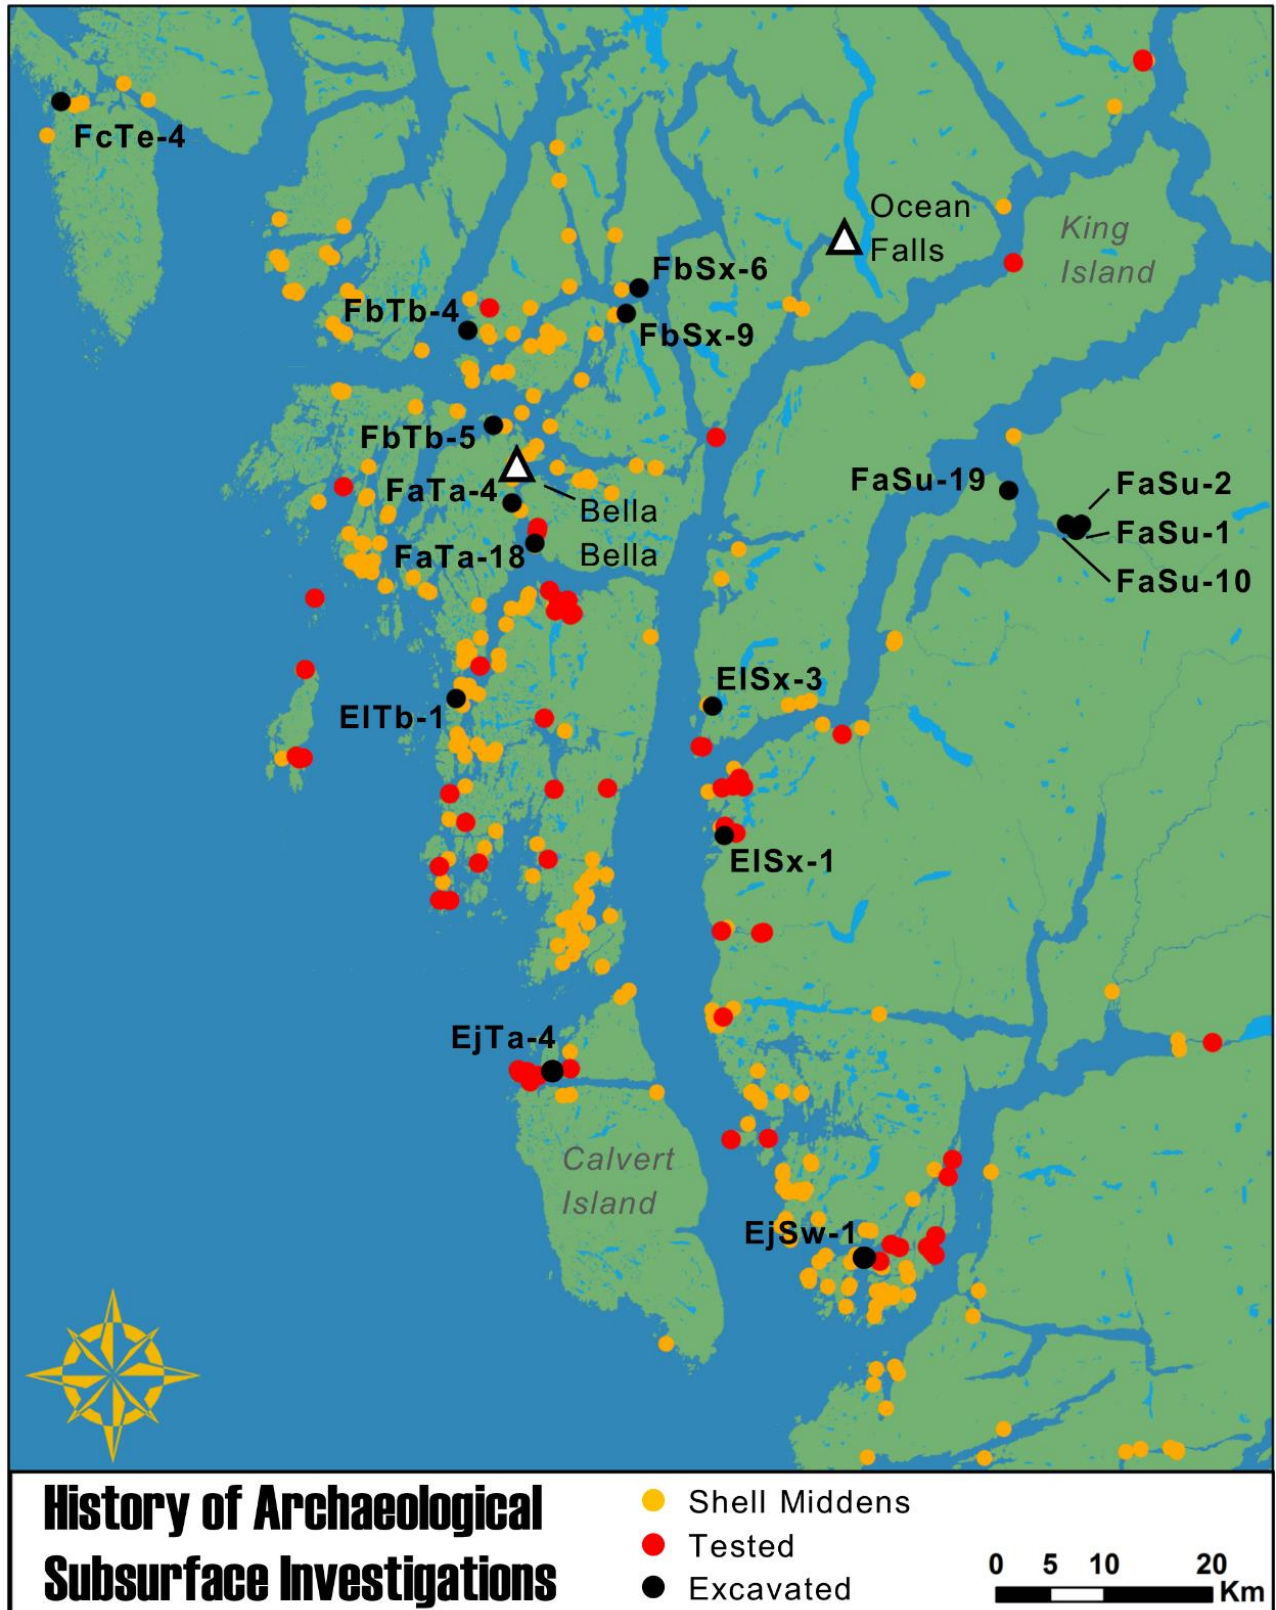 FcTe-4
Ocean
Falls
King
Island
FbSx-6
FbTb-4
FbSx-9
FbTb-5
FaSu-19
FaSu-2
FaTa-4
Bella
Bella
FaSu-1
FaTa-18
FaSu-10
ElSx-3
ElTb-1
ElSx-1
EjTa-4
Calvert
Island
EjSw-1
History of Archaeological
Subsurface Investigations
Shell Middens
Tested
Excavated
0 5 10 20
Km